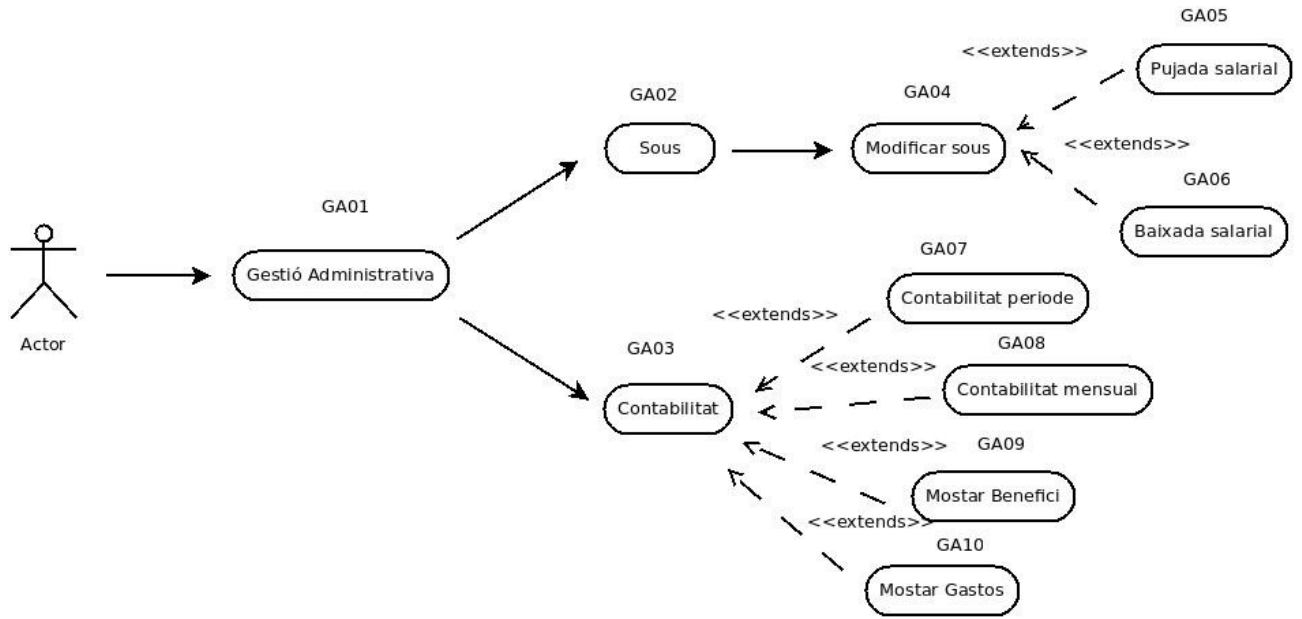 GA05
<<extends>>
Pujada salarial
GA02
GA04
Sous
Modificar sous
<<extends>>
GA06
Baixada salarial
GA01
Gestió Administrativa
Actor
GA07
Contabilitat periode
<<extends>>
GA03
GA08
<<extends>>
Contabilitat mensual
Contabilitat
<<extends>>
GA09
Mostar Benefici
<<extends>>
GA10
Mostar Gastos